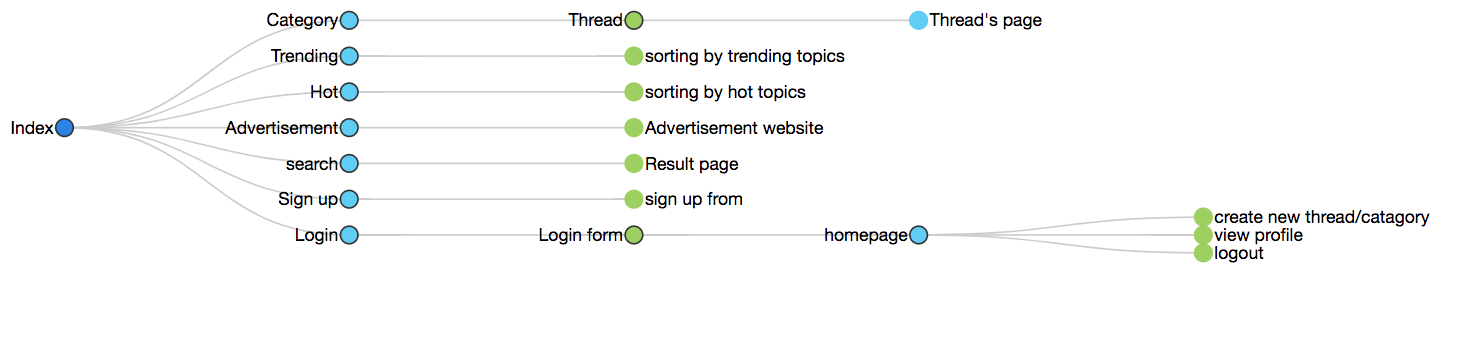 Category Thread Thread's page
Trending sorting by trending topics
Hot sorting by hot topics
Index Advertisement Advertisement website
search Result page
Sign up sign up from
create new thread/catagory
Login Login form homepage view profile
logout